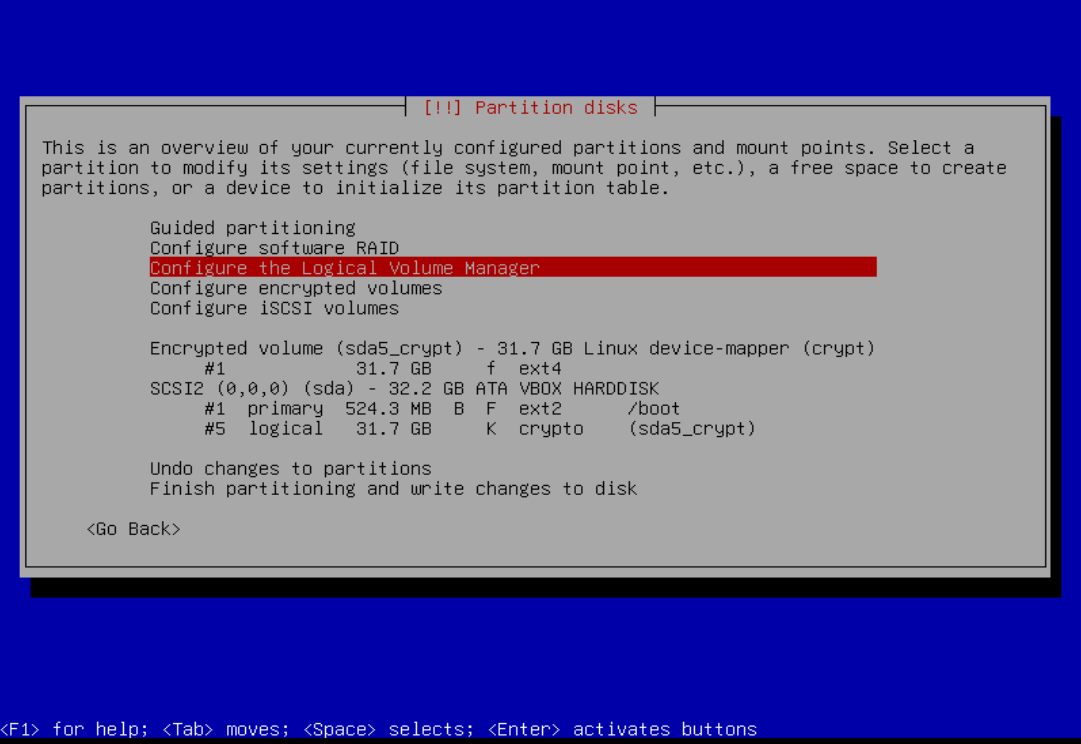 [!!] Partition disks
This is an overview of your currently configured partitions and mount points. Select a
partition to modify its settings (file system, mount point, etc.), a free space to create
partitions, or a device to initialize its partition table.
Guided partitioning
Configure software RAID
Configure the Logical Volume Manager
Configure encrypted volumes
Configure iSCSI volumes
Encrypted volume (sda5_crypt) - 31.7 GB Linux device-mapper (crypt)
#1 31.7 GB f ext4
SCSI2 (0,0,0) (sda) - 32.2 GB ATA VBOX HARDDISK
#1 primary 524.3 MB B F ext2 /boot
#5 logical 31.7 GB K crypto (sda5_crypt)
Undo changes to partitions
Finish partitioning and write changes to disk
<Go Back>
<F1> for help; <Tab> moves; <Space> selects; <Enter> activates buttons